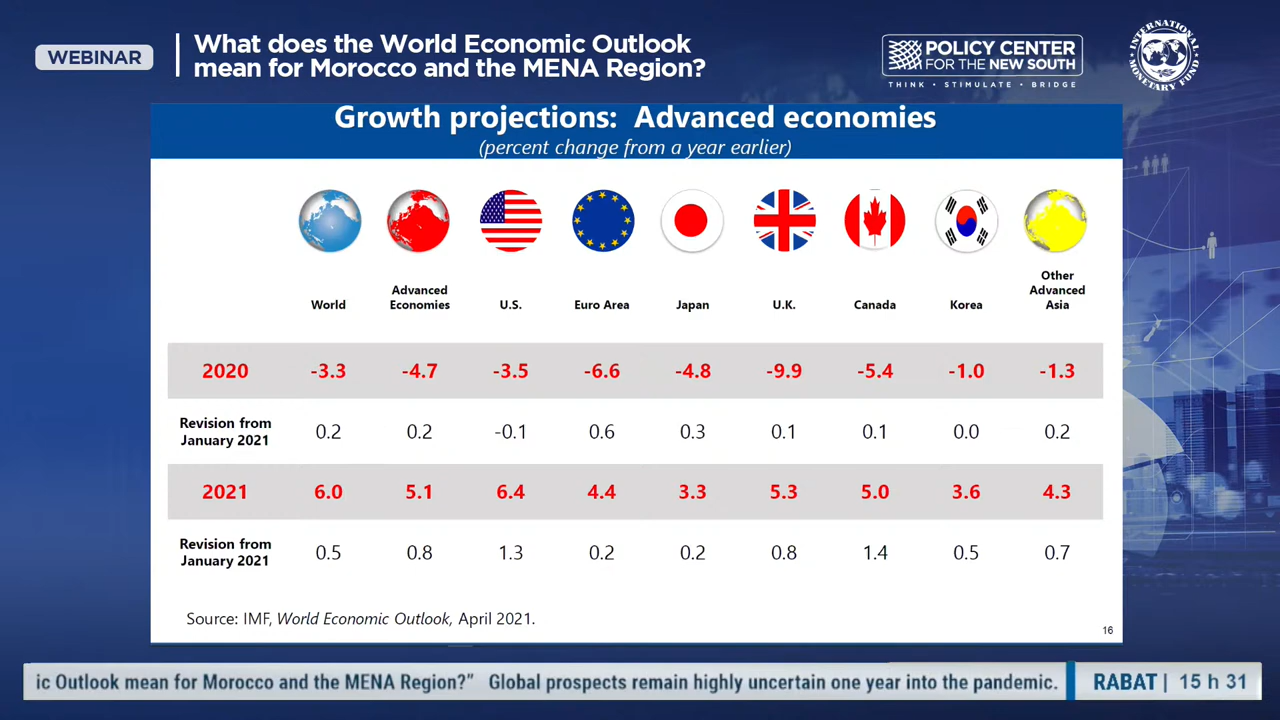 WEBINAR
What does the World Economic Outlook
mean for Morocco and the MENA Region?
POLICY CENTER
FOR THE NEW SOUTH
THINK • STIMULATE • BRIDGE
INTERNATIONAL MONETARY FUND
Growth projections: Advanced economies
(percent change from a year earlier)
World
Advanced
Economies
U.S.
Euro Area
Japan
U.K.
Canada
Korea
Other
Advanced
Asia
2020 -3.3 -4.7 -3.5 -6.6 -4.8 -9.9 -5.4 -1.0 -1.3
Revision from
January 2021
0.2 0.2 -0.1 0.6 0.3 0.1 0.1 0.0 0.2
2021 6.0 5.1 6.4 4.4 3.3 5.3 5.0 3.6 4.3
Revision from
January 2021
0.5 0.8 1.3 0.2 0.2 0.8 1.4 0.5 0.7
Source: IMF, World Economic Outlook, April 2021.
16
ic Outlook mean for Morocco and the MENA Region?” Global prospects remain highly uncertain one year into the pandemic.
RABAT | 15 h 31